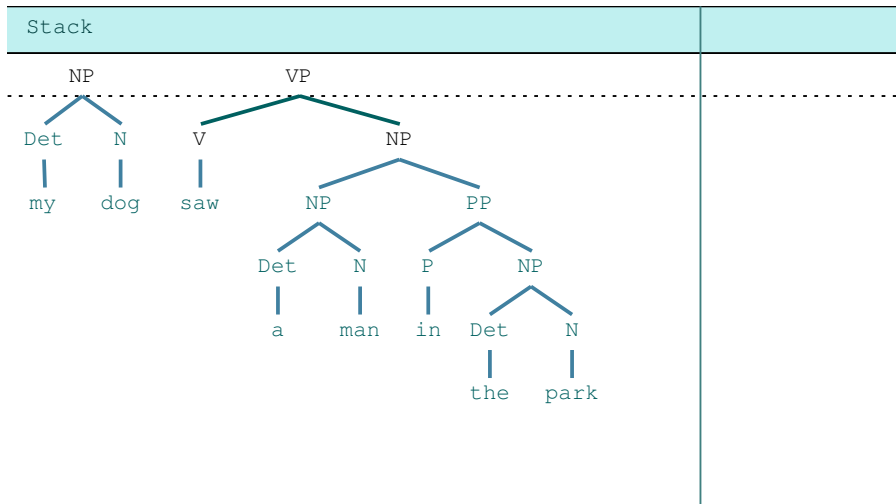 Stack
NP VP
Det N V NP
my dog saw NP PP
Det N P NP
a man in Det N
the park